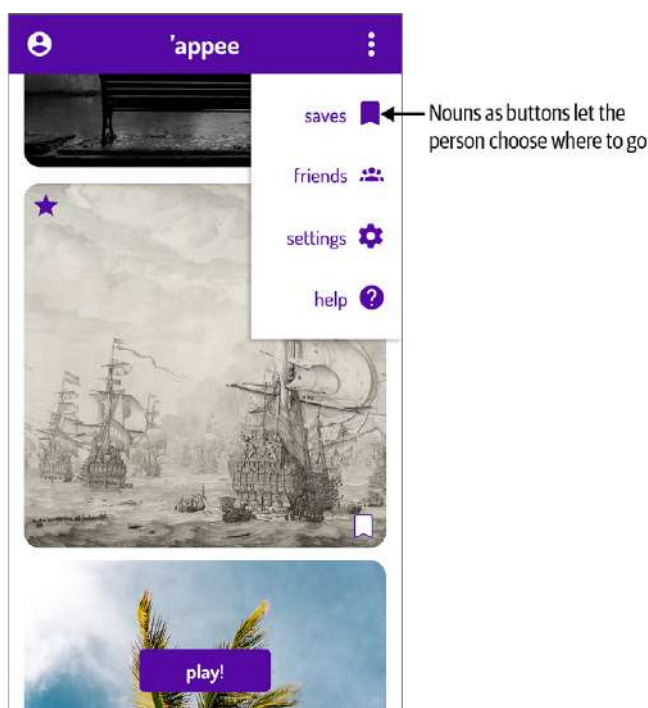 'appee
saves
Nouns as buttons let the
person choose where to go
friends
settings
help
play!